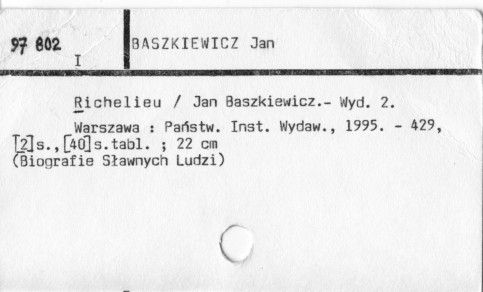 97 802
I
BASZKIEWICZ Jan
Richelieu / Jan Baszkiewicz.- Wyd. 2.
Warszawa : Państw. Inst. Wydaw., 1995. - 429,
[2]s.,[40]s.tabl. ; 22 cm
(Biografie Sławnych Ludzi)